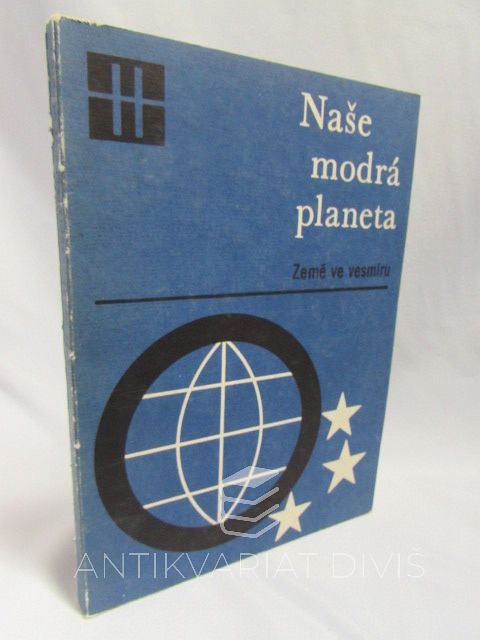 Naše
modrá
planeta
Země ve vesmíru
ANTIKVARIÁT DIVIŠ